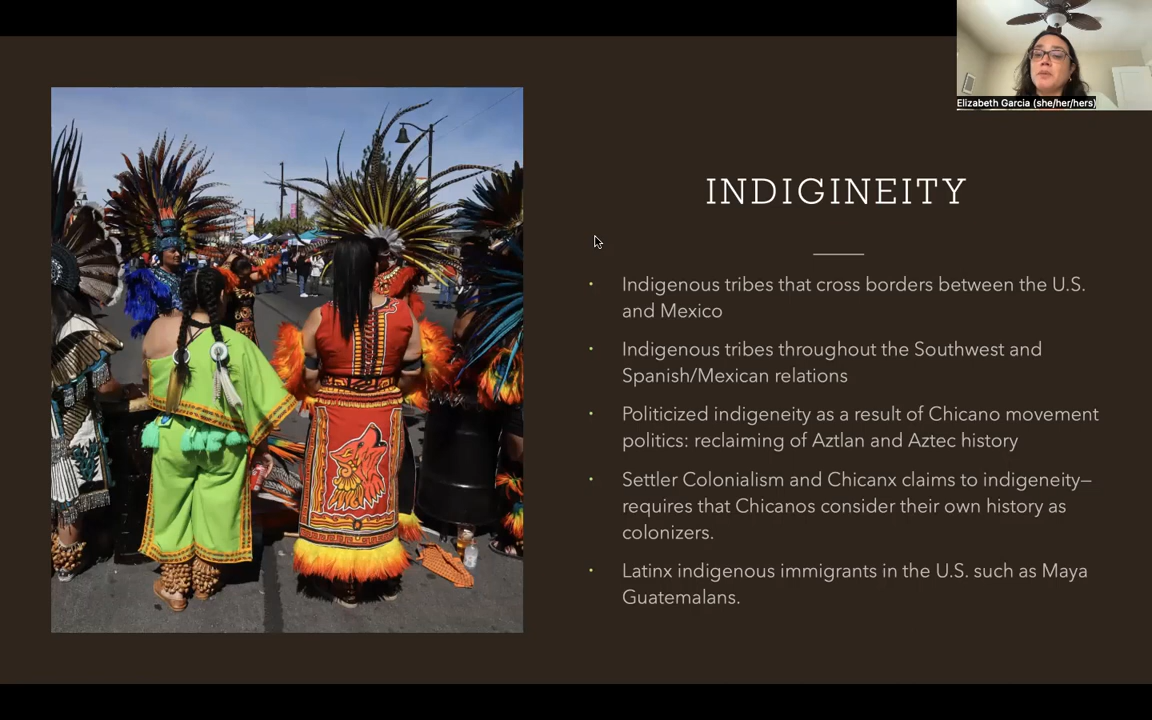 Elizabeth Garcia (she/her/hers)
INDIGINEITY
• Indigenous tribes that cross borders between the U.S.
and Mexico
• Indigenous tribes throughout the Southwest and
Spanish/Mexican relations
• Politicized indigeneity as a result of Chicano movement
politics: reclaiming of Aztlan and Aztec history
• Settler Colonialism and Chicanx claims to indigeneity—
requires that Chicanos consider their own history as
colonizers.
• Latinx indigenous immigrants in the U.S. such as Maya
Guatemalans.